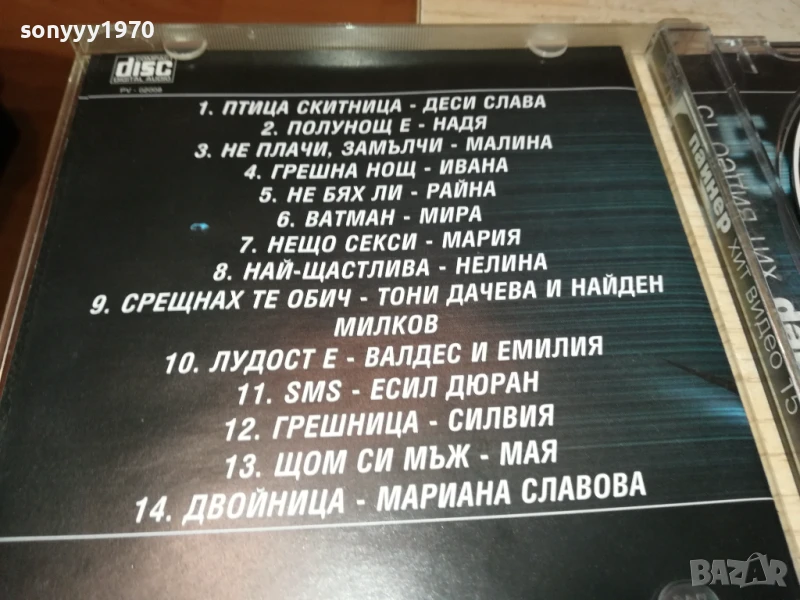 sonyyy1970
disc
DIGITAL AUDIO
1. ПТИЦА СКИТНИЦА - ДЕСИ СЛАВА
2. ПОЛУНОЩ Е - НАДЯ
3. НЕ ПЛАЧИ, ЗАМЪЛЧИ - МАЛИНА
4. ГРЕШНА НОЩ - ИВАНА
5. НЕ БЯХ ЛИ - РАЙНА
6. ВАТМАН - МИРА
7. НЕЩО СЕКСИ - МАРИЯ
8. НАЙ-ЩАСТЛИВА - НЕЛИНА
9. СРЕЩНАХ ТЕ ОБИЧ - ТОНИ ДАЧЕВА И НАЙДЕН
МИЛКОВ
10. ЛУДОСТ Е - ВАЛДЕС И ЕМИЛИЯ
11. SMS - ЕСИЛ ДЮРАН
12. ГРЕШНИЦА - СИЛВИЯ
13. ЩОМ СИ МЪЖ - МАЯ
14. ДВОЙНИЦА - МАРИАНА СЛАВОВА
пайнер ХИТ ВИДЕО 15
BAZAR